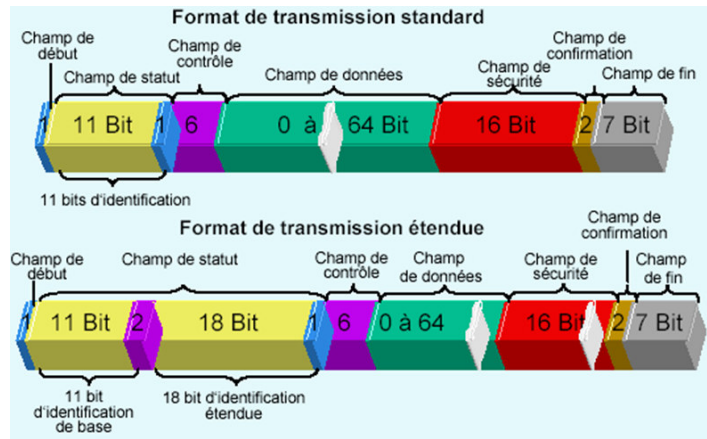 Format de transmission standard
Champ de
début
Champ de statut
Champ de
contrôle
Champ de données
Champ de
sécurité
Champ de
confirmation
Champ de fin
1 11 Bit 1 6 0 à 64 Bit 16 Bit 2 7 Bit
11 bits d'identification
Format de transmission étendue
Champ de
début
Champ de statut
Champ de
contrôle
Champ
de données
Champ
de sécurité
Champ de
confirmation
Champ
de fin
1 11 Bit 2 18 Bit 1 6 0 à 64 16 Bit 2 7 Bit
11 bit
d'identification
de base
18 bit d'identification
étendue